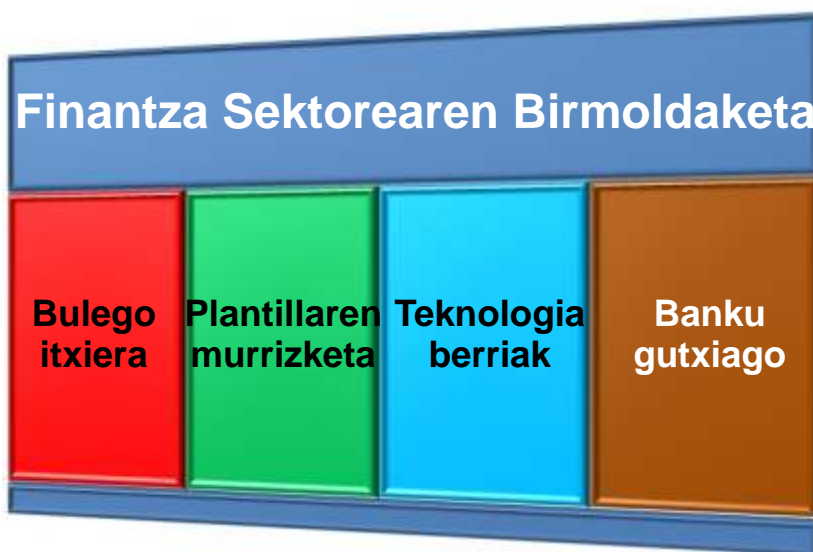 Finantza Sektorearen Birmoldaketa
Bulego
itxiera
Plantillaren
murrizketa
Teknologia
berriak
Banku
gutxiago